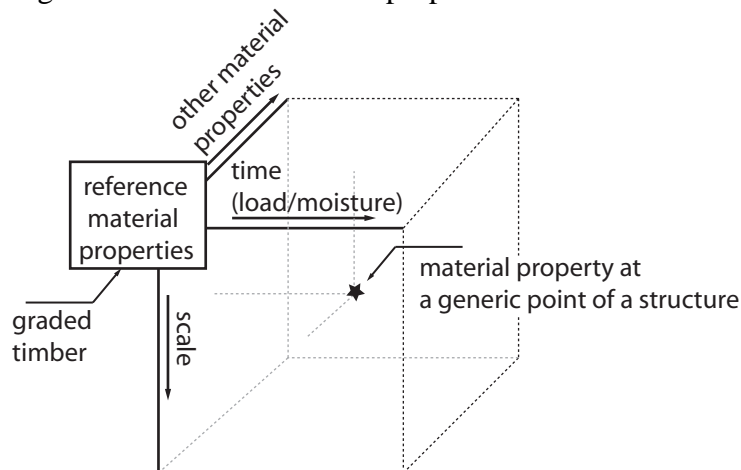 other material
properties
reference
material
properties
time
(load/moisture)
material property at
a generic point of a structure
graded
timber
scale